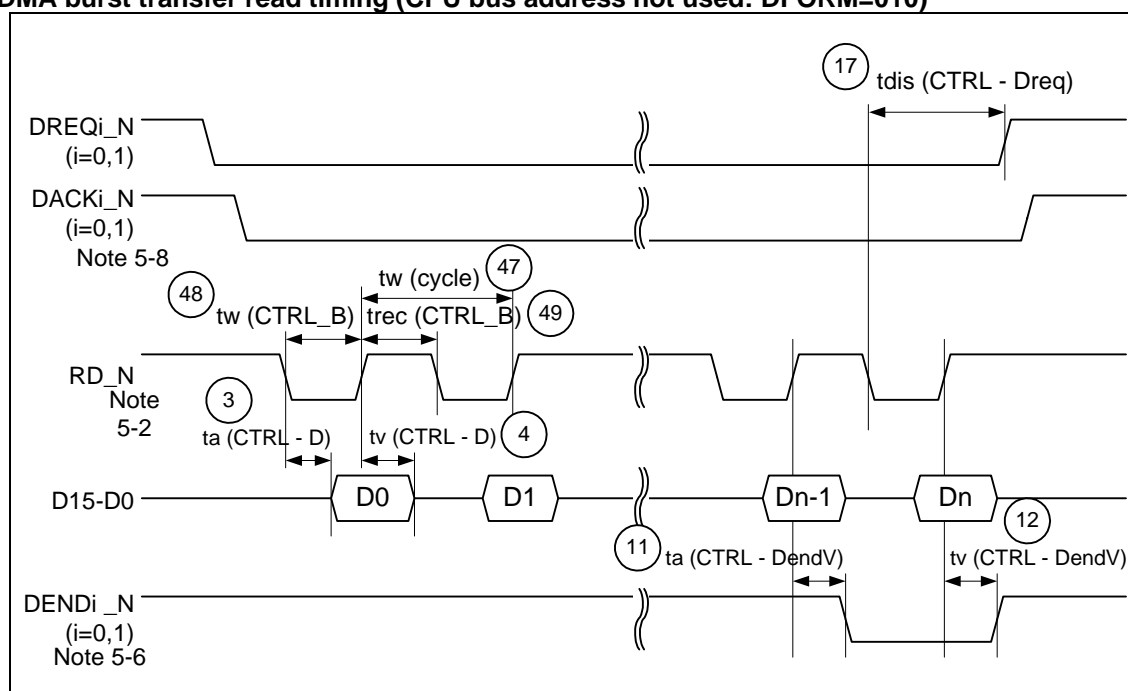 DMA burst transfer read timing (CPU bus address not used: DFORM=010)
17
tdis (CTRL - Dreq)
DREQi_N
(i=0,1)
DACKi_N
(i=0,1)
Note 5-8
48
tw (cycle)
47
tw (CTRL_B)
trec (CTRL_B)
49
RD_N
Note
5-2
3
ta (CTRL - D)
tv (CTRL - D)
4
D15-D0
D0
D1
Dn-1
Dn
11
12
ta (CTRL - DendV)
tv (CTRL - DendV)
DENDi _N
(i=0,1)
Note 5-6